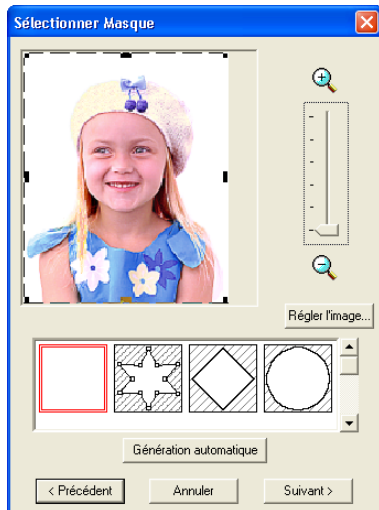 Sélectionner Masque
Régler l'image...
Génération automatique
< Précédent
Annuler
Suivant >